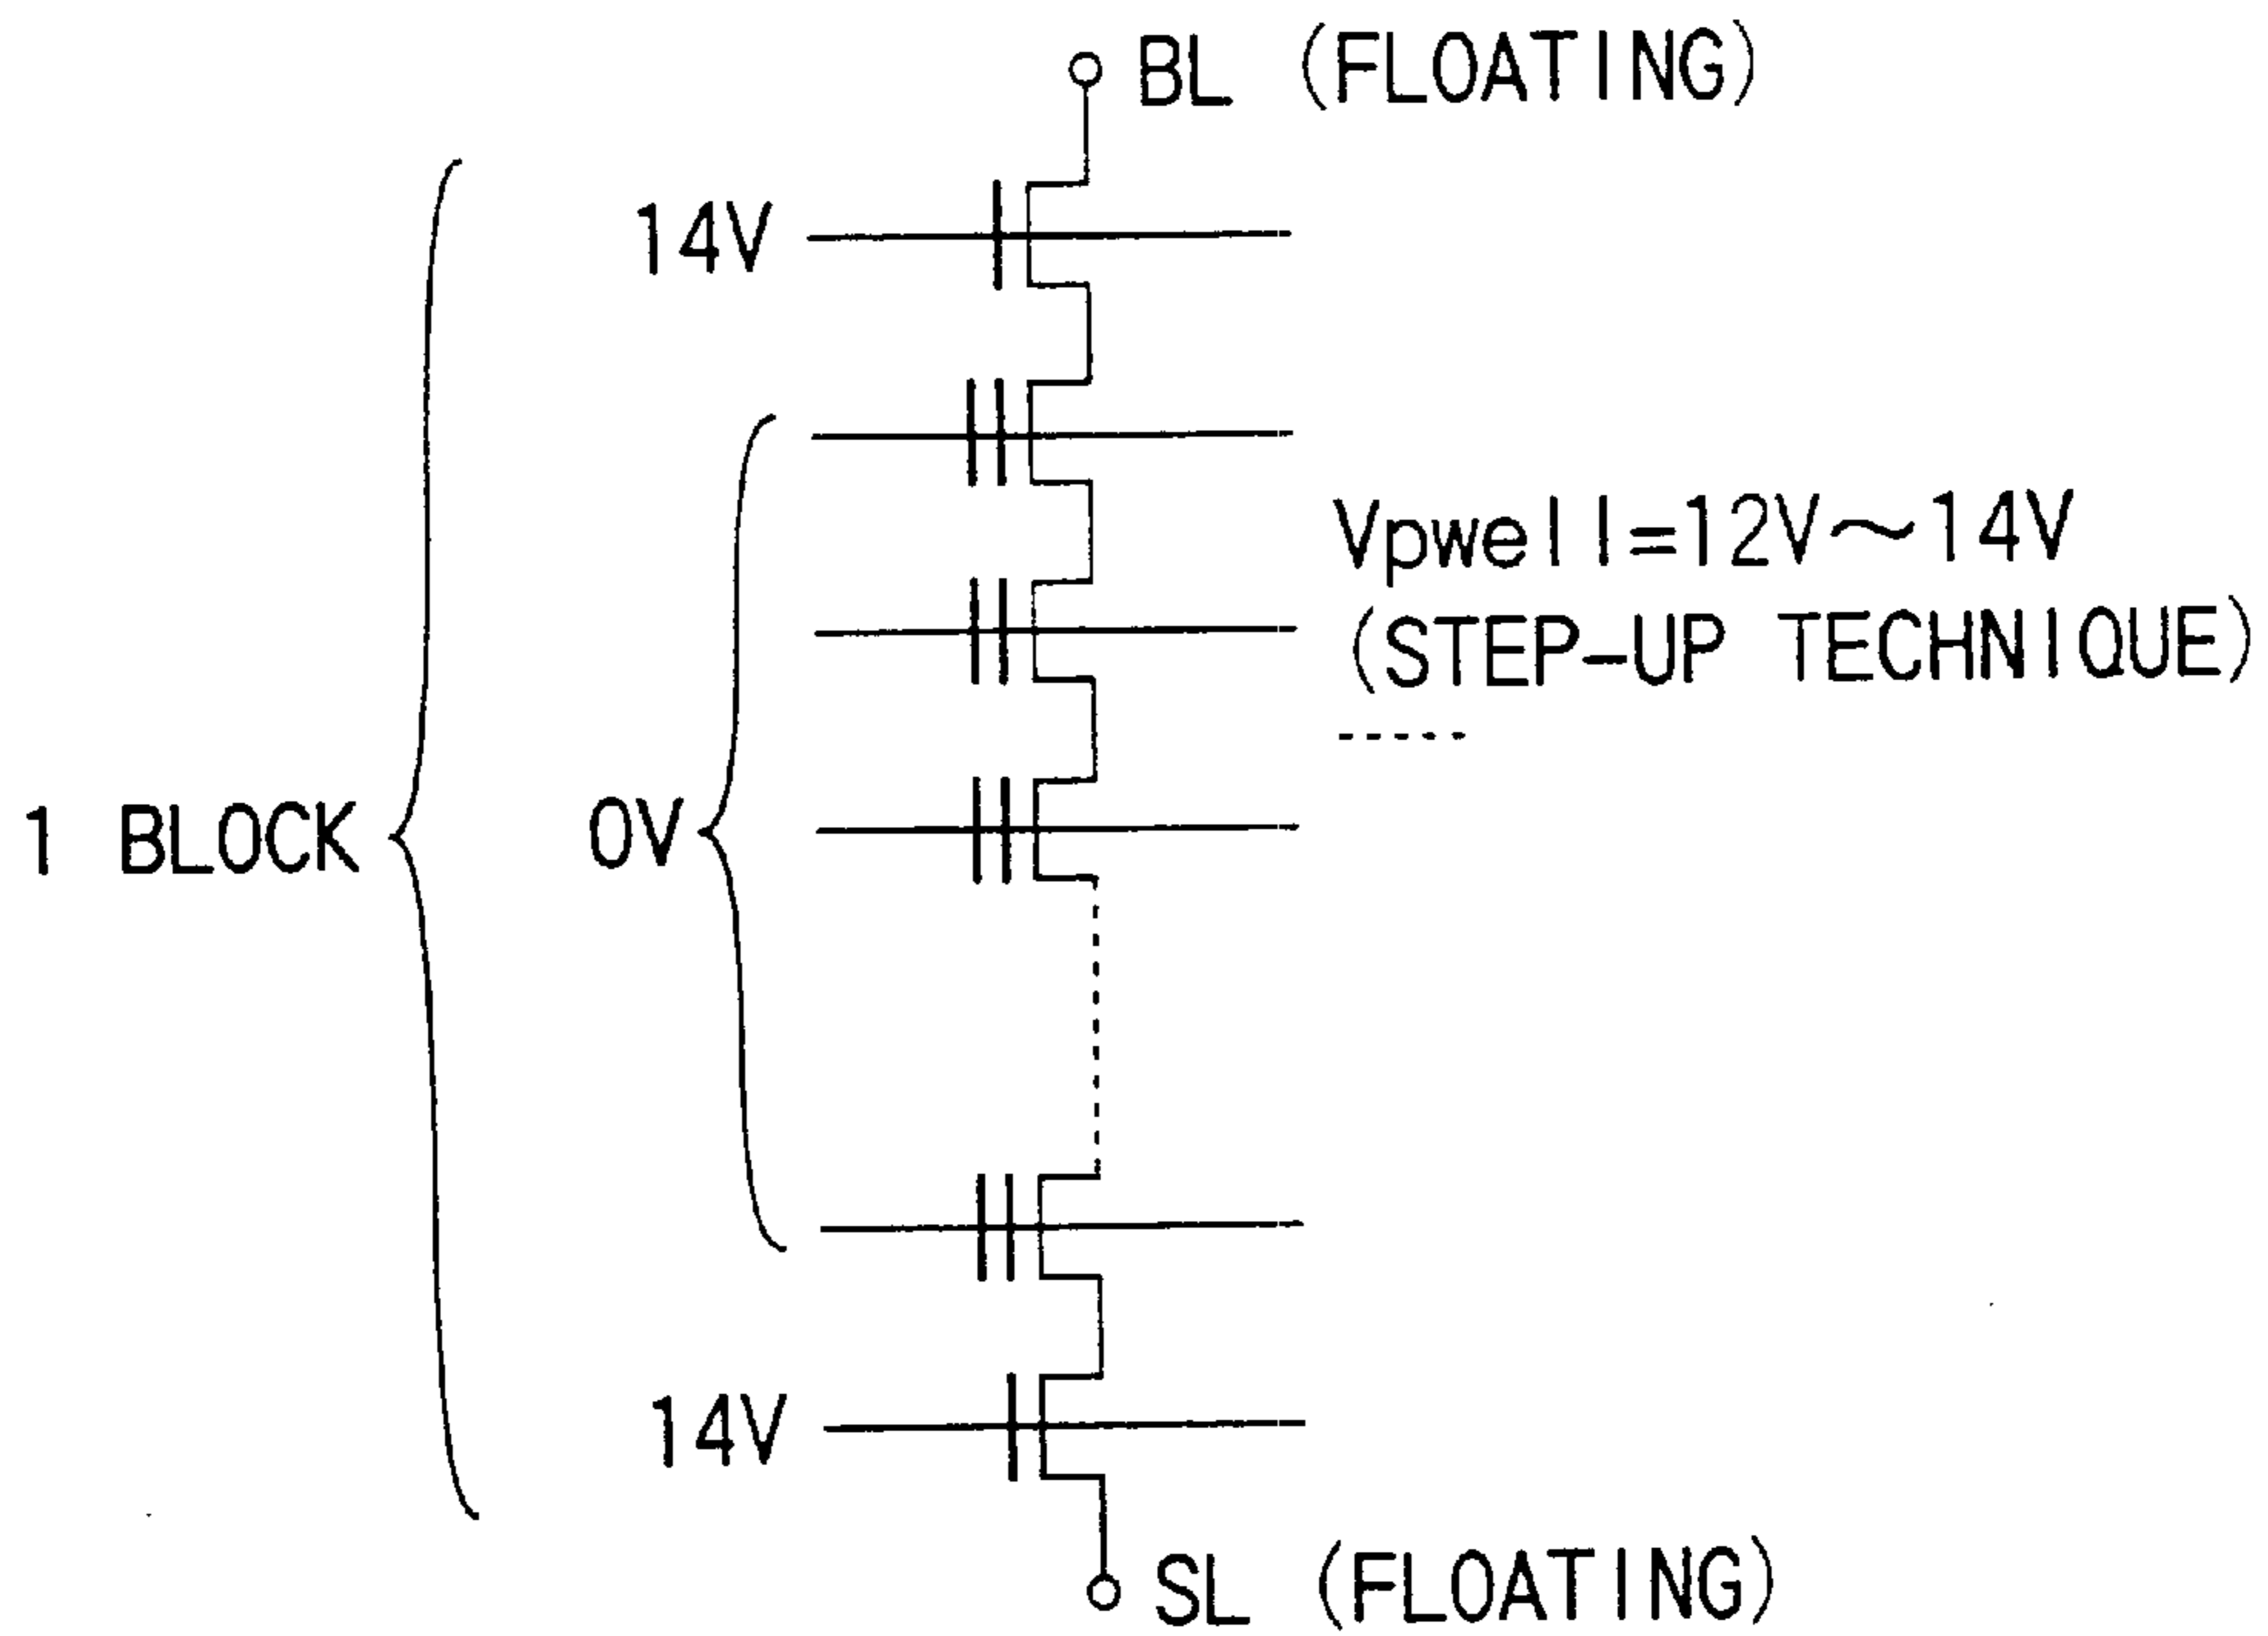 BL (FLOATING)
14V
Vpwell=12V~14V
(STEP-UP TECHNIQUE)
1 BLOCK
0V
14V
SL (FLOATING)